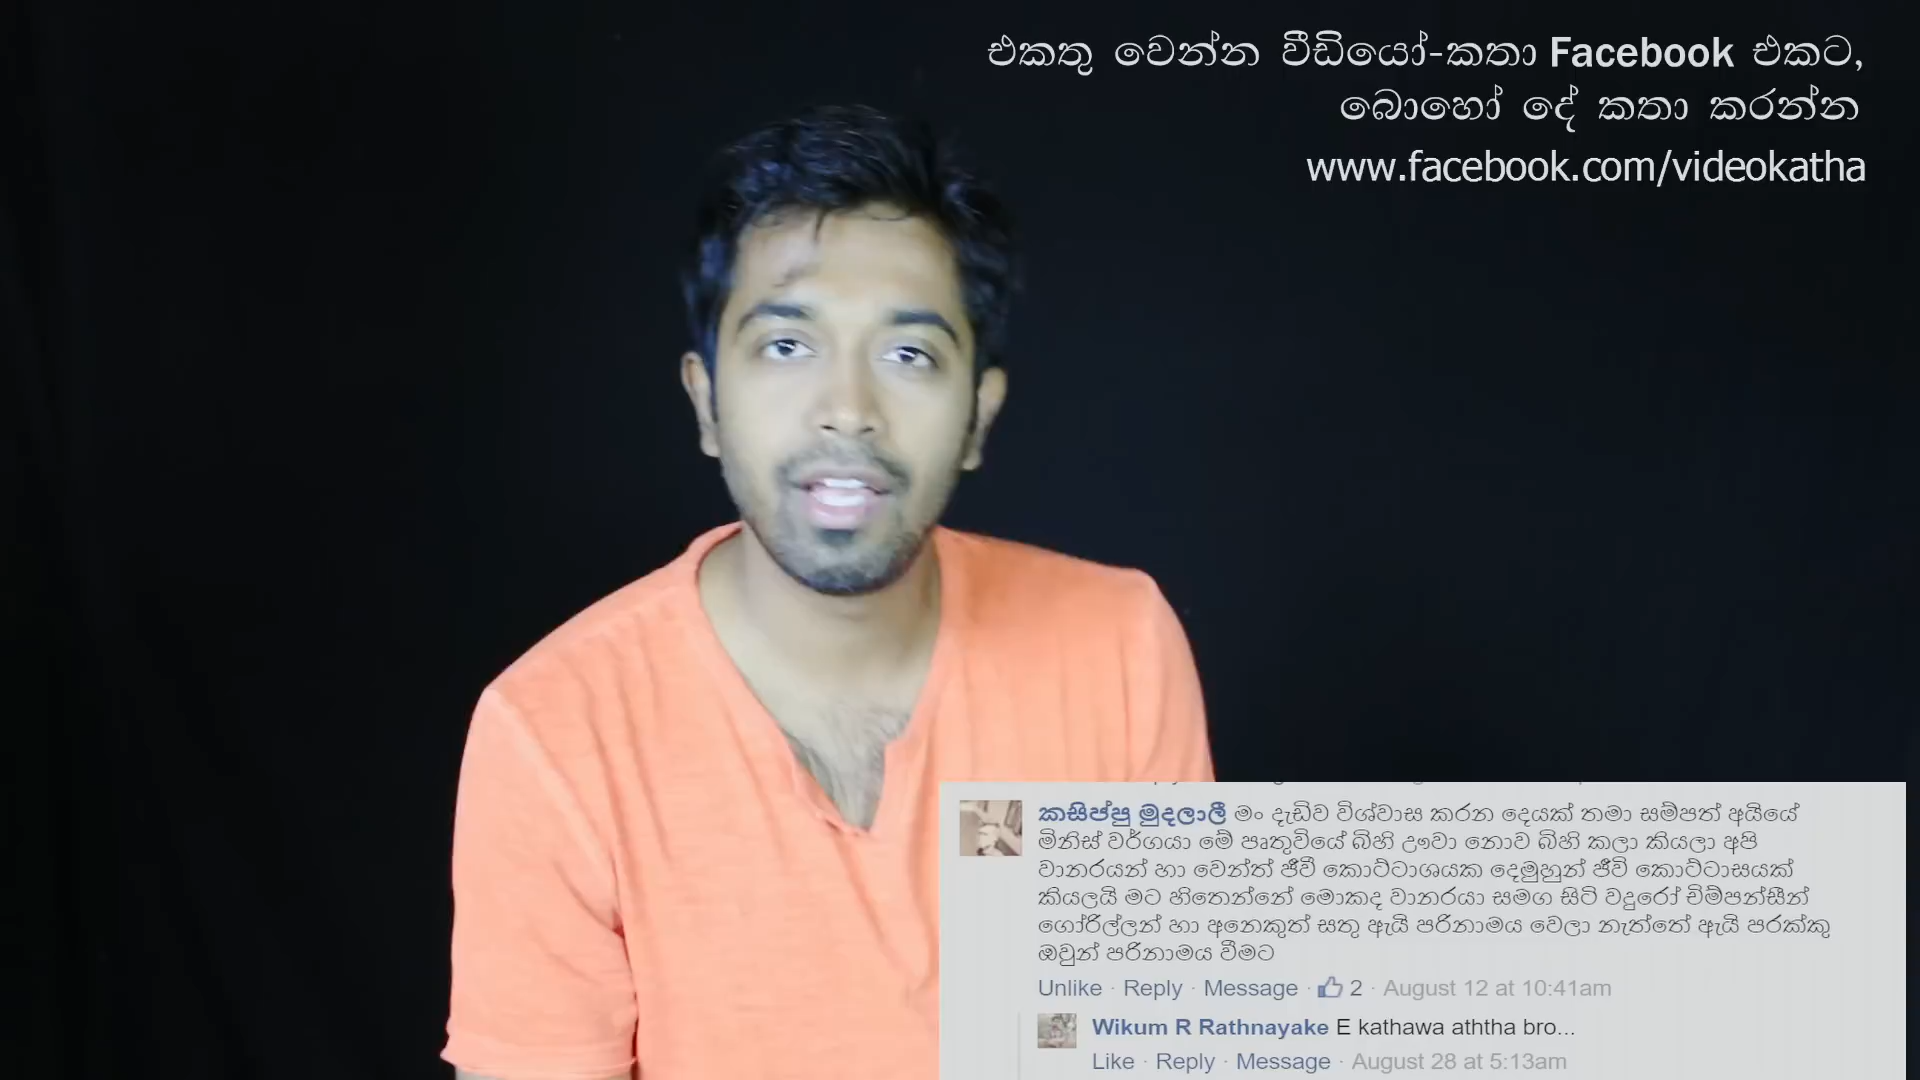 එකතු වෙන්න වීඩියෝ-කතා Facebook එකට,
බොහෝ දේ කතා කරන්න
www.facebook.com/videokatha
කසිප්පු මුදලාලී මං දැඩිව විශ්වාස කරන දෙයක් තමා සම්පත් අයියේ
මිනිස් වර්ගයා මේ පෘතුවියේ බිහි ඌවා නොව බිහි කලා කියලා අපි
වානරයන් හා වෙන්ත් ජීවී කොට්ටාශයක දෙමුහුන් ජීවි කොට්ටාසයක්
කියලයි මට හිතෙන්නේ මොකද වානරයා සමග සිටි වදුරෝ චිම්පන්සීන්
ගෝරිල්ලන් හා අනෙකුත් සතු ඇයි පරිනාමය වෙලා නැත්තේ ඇයි පරක්කු
ඔවුන් පරිනාමය වීමට
Unlike · Reply · Message · 2 · August 12 at 10:41am
Wikum R Rathnayake E kathawa aththa bro...
Like · Reply · Message · August 28 at 5:13am